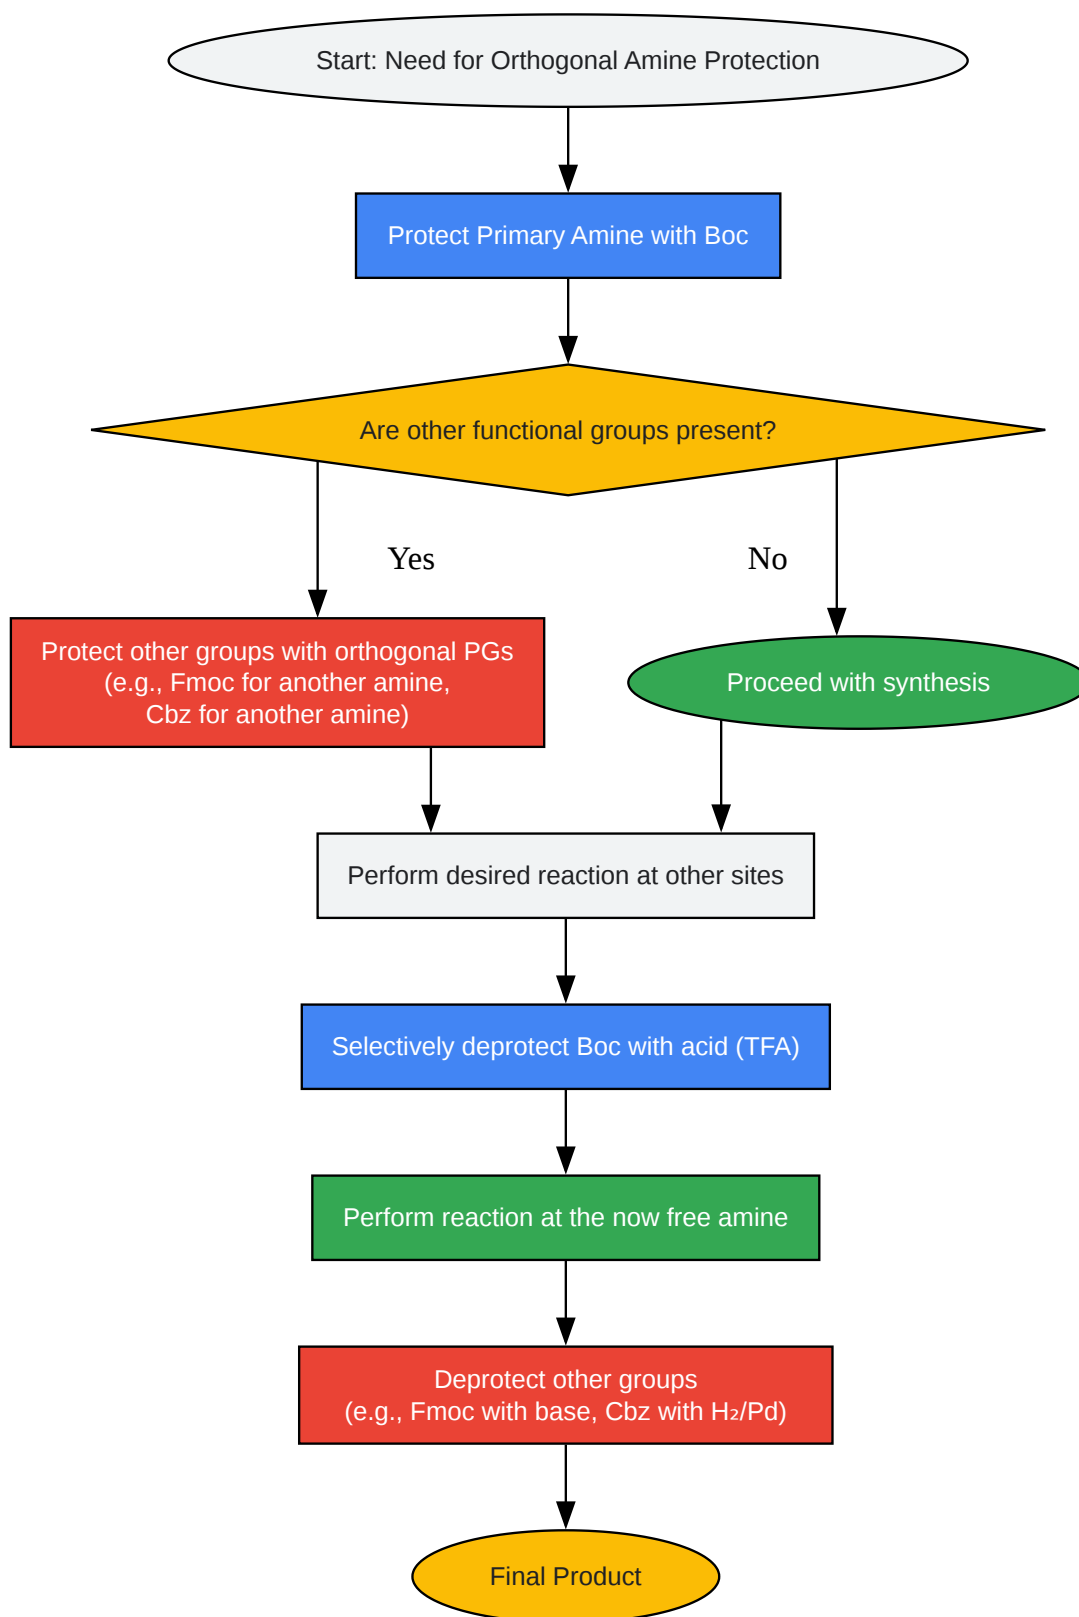 Start: Need for Orthogonal Amine Protection
Protect Primary Amine with Boc
Are other functional groups present?
Yes
No
Protect other groups with orthogonal PGs
(e.g., Fmoc for another amine,
Cbz for another amine)
Proceed with synthesis
Perform desired reaction at other sites
Selectively deprotect Boc with acid (TFA)
Perform reaction at the now free amine
Deprotect other groups
(e.g., Fmoc with base, Cbz with H₂/Pd)
Final Product